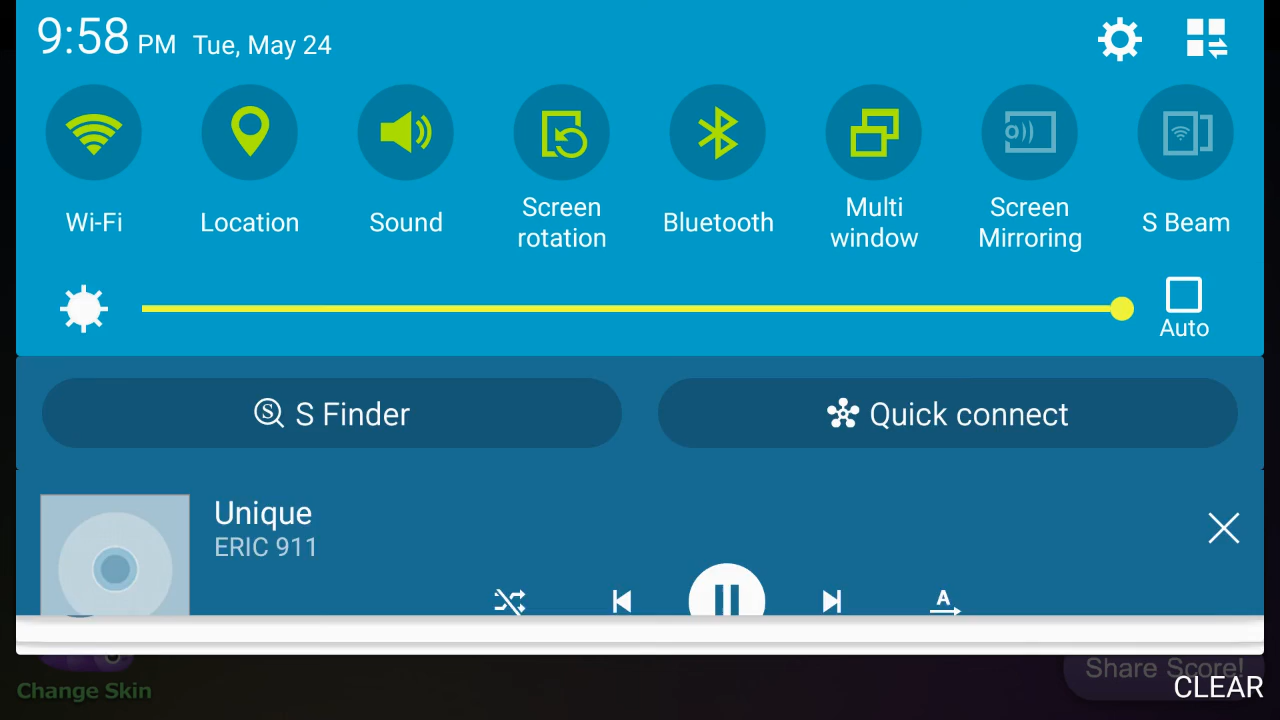 9:58 PM Tue, May 24
Wi-Fi
Location
Sound
Screen
rotation
Bluetooth
Multi
window
Screen
Mirroring
S Beam
Auto
S Finder
Quick connect
Unique
ERIC 911
A
Change Skin
Share Score!
CLEAR